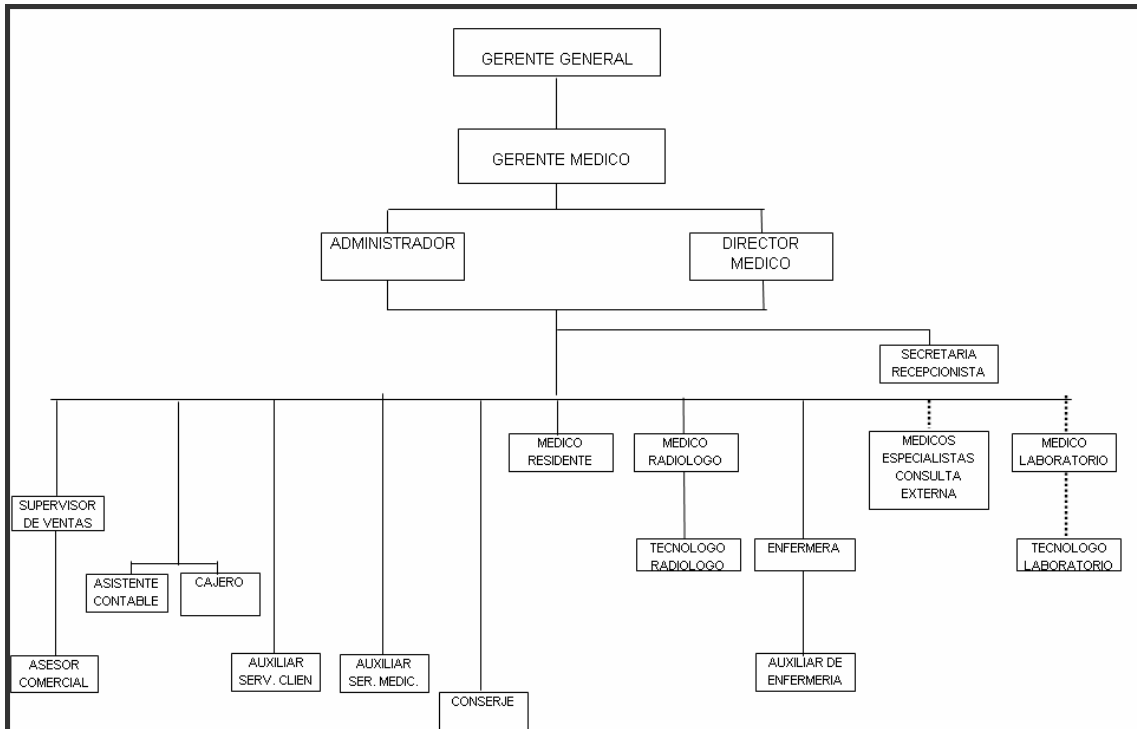 GERENTE GENERAL
GERENTE MEDICO
ADMINISTRADOR
DIRECTOR
MEDICO
SECRETARIA
RECEPCIONISTA
MEDICO
RESIDENTE
MEDICO
RADIOLOGO
MEDICOS
ESPECIALISTAS
CONSULTA
EXTERNA
MEDICO
LABORATORIO
SUPERVISOR
DE VENTAS
TECNOLOGO
RADIOLOGO
ENFERMERA
TECNOLOGO
LABORATORIO
ASISTENTE
CONTABLE
CAJERO
ASESOR
COMERCIAL
AUXILIAR
SERV. CLIEN
AUXILIAR
SER. MEDIC.
AUXILIAR DE
ENFERMERIA
CONSERJE